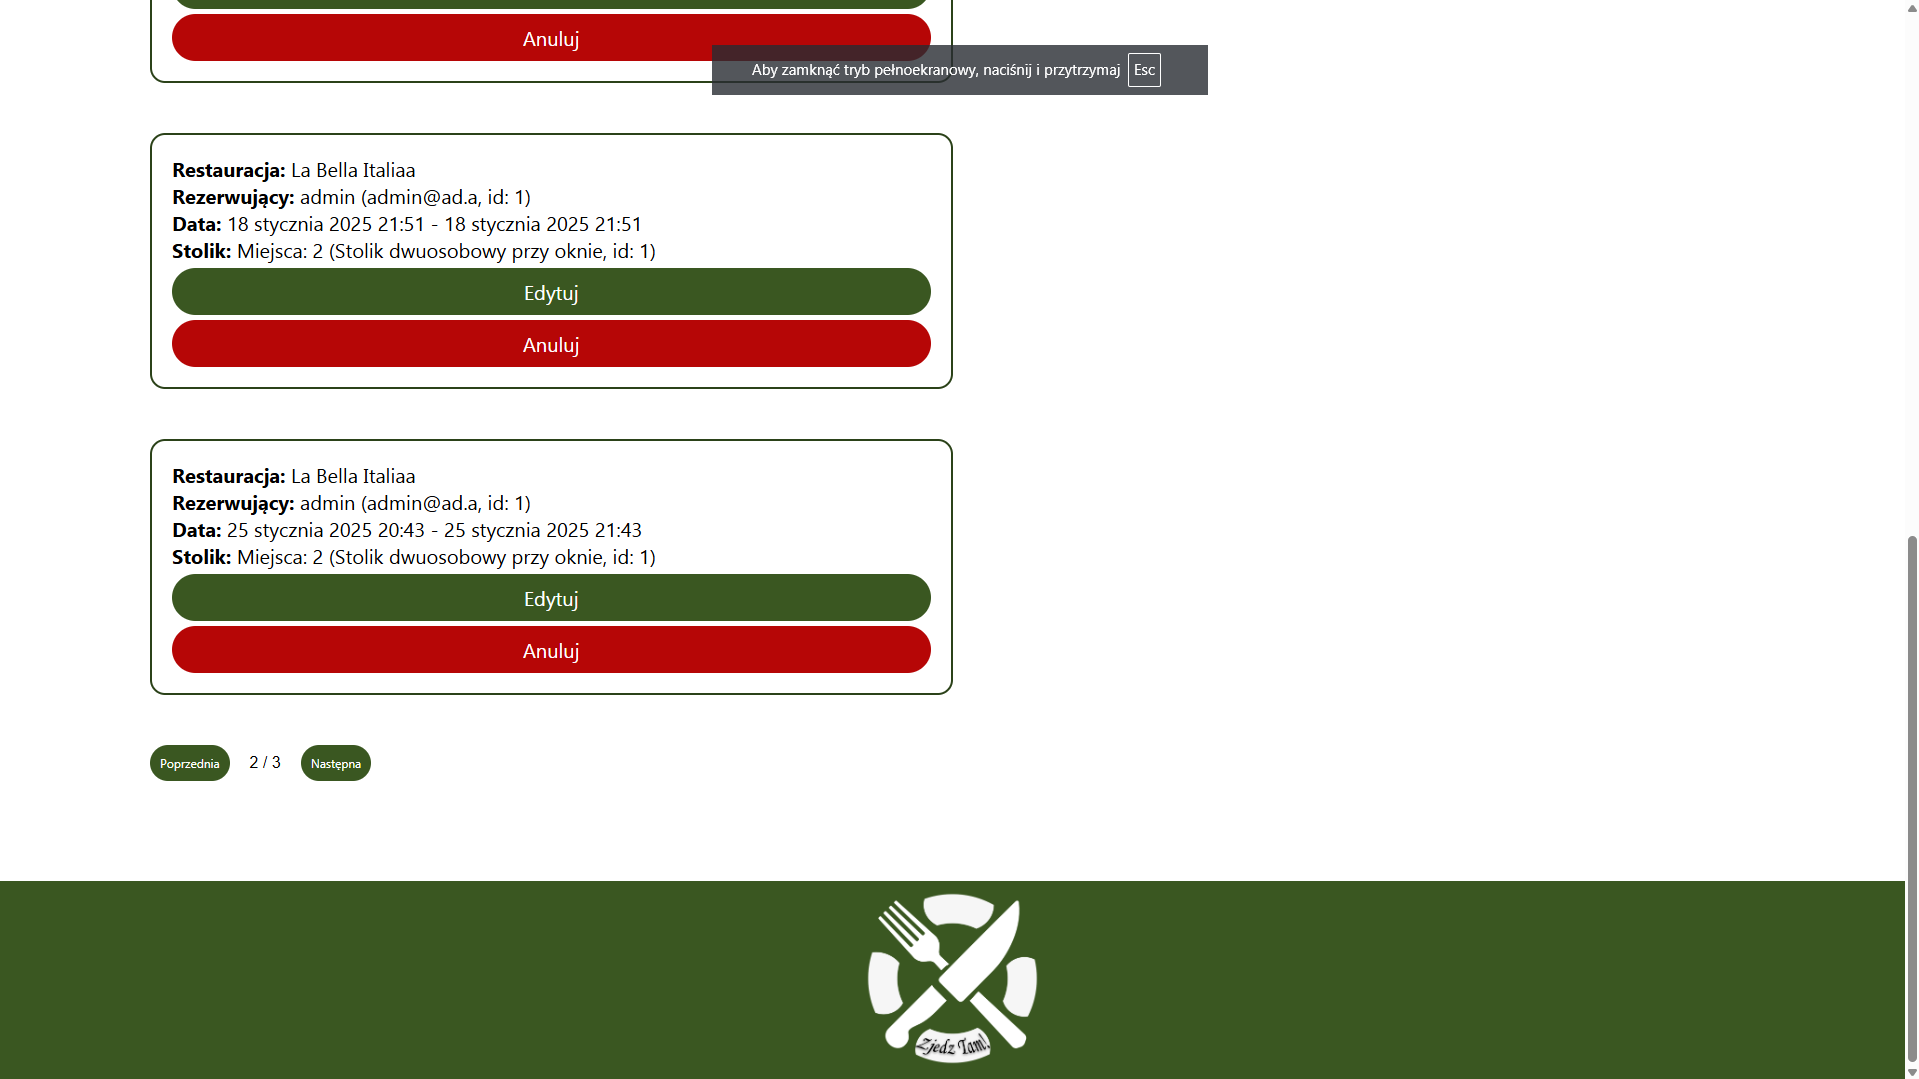 Anuluj
Aby zamknąć tryb pełnoekranowy, naciśnij i przytrzymaj Esc
Restauracja: La Bella Italiaa
Rezerwujący: admin (admin@ad.a, id: 1)
Data: 18 stycznia 2025 21:51 - 18 stycznia 2025 21:51
Stolik: Miejsca: 2 (Stolik dwuosobowy przy oknie, id: 1)
Edytuj
Anuluj
Restauracja: La Bella Italiaa
Rezerwujący: admin (admin@ad.a, id: 1)
Data: 25 stycznia 2025 20:43 - 25 stycznia 2025 21:43
Stolik: Miejsca: 2 (Stolik dwuosobowy przy oknie, id: 1)
Edytuj
Anuluj
Poprzednia 2 / 3 Następna
Zjedz Tam!